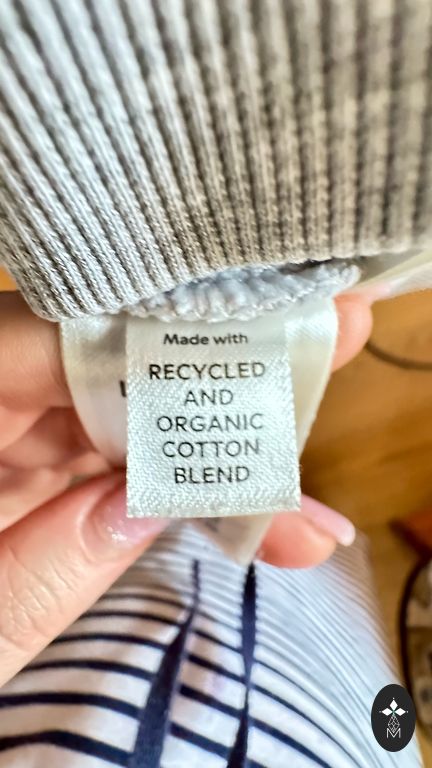 Made with
RECYCLED
AND
ORGANIC
COTTON
BLEND